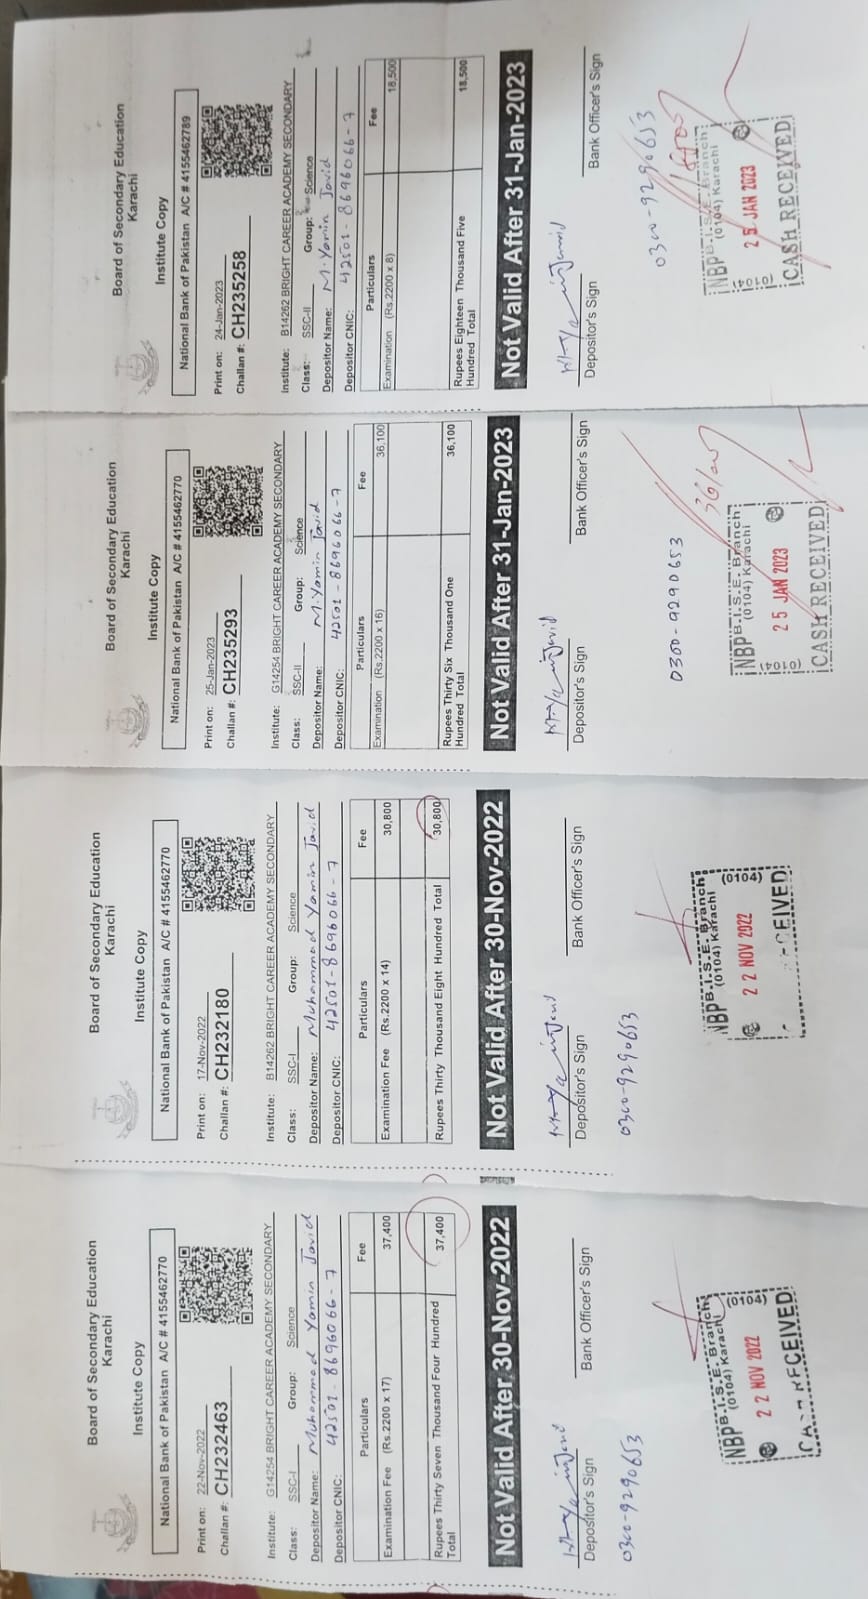 Board of Secondary Education
Karachi
Institute Copy
National Bank of Pakistan A/C # 4155462770
Print on: 22-Nov-2022
Challan #: CH232463
Institute: G14254 BRIGHT CAREER ACADEMY SECONDARY
Class: SSC-I Group: Science
Depositor Name: Muhammad Yamin Javid
Depositor CNIC: 42501-8696066-7
Particulars Fee
Examination Fee (Rs.2200 x 17) 37,400
Rupees Thirty Seven Thousand Four Hundred
Total 37,400
Not Valid After 30-Nov-2022
Depositor's Sign Bank Officer's Sign
0300-9290653
NBP B.I.S.E. Branch
(0104) Karachi
(0104)
22 NOV 2022
CASH RECEIVED
Board of Secondary Education
Karachi
Institute Copy
National Bank of Pakistan A/C # 4155462770
Print on: 17-Nov-2022
Challan #: CH232180
Institute: B14262 BRIGHT CAREER ACADEMY SECONDARY
Class: SSC-I Group: Science
Depositor Name: Muhammad Yamin Javid
Depositor CNIC: 42501-8696066-7
Particulars Fee
Examination Fee (Rs.2200 x 14) 30,800
Rupees Thirty Thousand Eight Hundred Total 30,800
Not Valid After 30-Nov-2022
Depositor's Sign Bank Officer's Sign
0300-9290653
NBP B.I.S.E. Branch
(0104) Karachi
(0104)
22 NOV 2022
CEIVED
Board of Secondary Education
Karachi
Institute Copy
National Bank of Pakistan A/C # 4155462770
Print on: 25-Jan-2023
Challan #: CH235293
Institute: G14254 BRIGHT CAREER ACADEMY SECONDARY
Class: SSC-II Group: Science
Depositor Name: M.Yamin Javid
Depositor CNIC: 42501-8696066-7
Particulars Fee
Examination (Rs.2200 x 16) 36,100
Rupees Thirty Six Thousand One
Hundred Total 36,100
Not Valid After 31-Jan-2023
Depositor's Sign Bank Officer's Sign
0300-9290653
NBP B.I.S.E. Branch
(0104) Karachi
(0104)
25 JAN 2023
CASH RECEIVED
Board of Secondary Education
Karachi
Institute Copy
National Bank of Pakistan A/C # 4155462789
Print on: 24-Jan-2023
Challan #: CH235258
Institute: B14262 BRIGHT CAREER ACADEMY SECONDARY
Class: SSC-II Group: Science
Depositor Name: M.Yamin Javid
Depositor CNIC: 42501-8696066-7
Particulars Fee
Examination (Rs.2200 x 8) 18,500
Rupees Eighteen Thousand Five
Hundred Total 18,500
Not Valid After 31-Jan-2023
Depositor's Sign Bank Officer's Sign
0300-9290653
18500
NBP B.I.S.E. Branch
(0104) Karachi
(0104)
25 JAN 2023
CASH RECEIVED